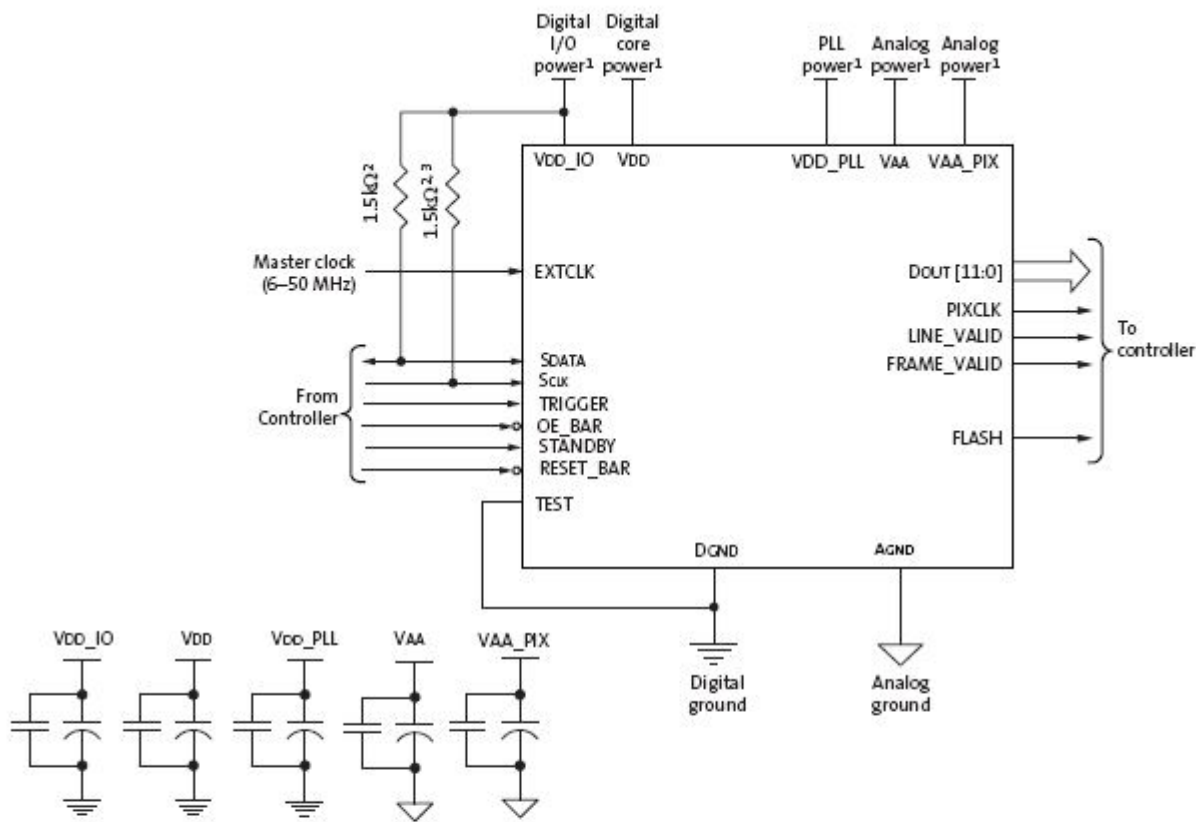 Digital
I/O
power¹
Digital
core
power¹
PLL
power¹
Analog
power¹
Analog
power¹
VDD_IO
VDD
VDD_PLL
VAA
VAA_PIX
1.5kΩ²
1.5kΩ²,³
Master clock
(6–50 MHz)
EXTCLK
DOUT [11:0]
PIXCLK
LINE_VALID
FRAME_VALID
FLASH
To
controller
From
Controller
SDATA
SCLK
TRIGGER
OE_BAR
STANDBY
RESET_BAR
TEST
DGND
AGND
Digital
ground
Analog
ground
VDD_IO
VDD
VDD_PLL
VAA
VAA_PIX